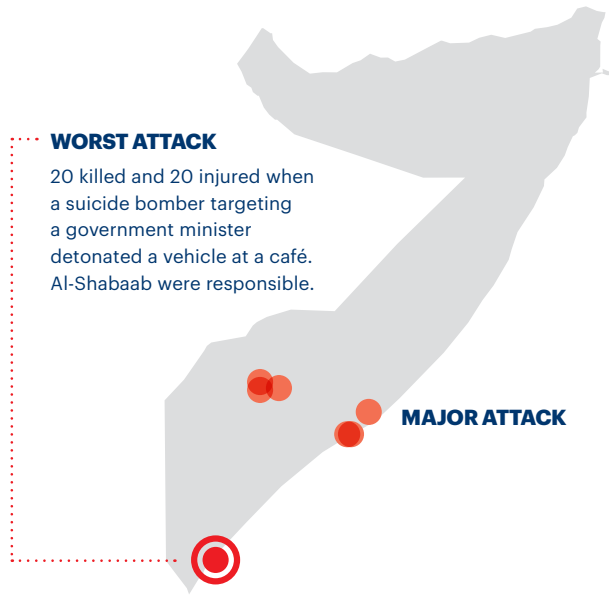 WORST ATTACK
20 killed and 20 injured when
a suicide bomber targeting
a government minister
detonated a vehicle at a café.
Al-Shabaab were responsible.
MAJOR ATTACK